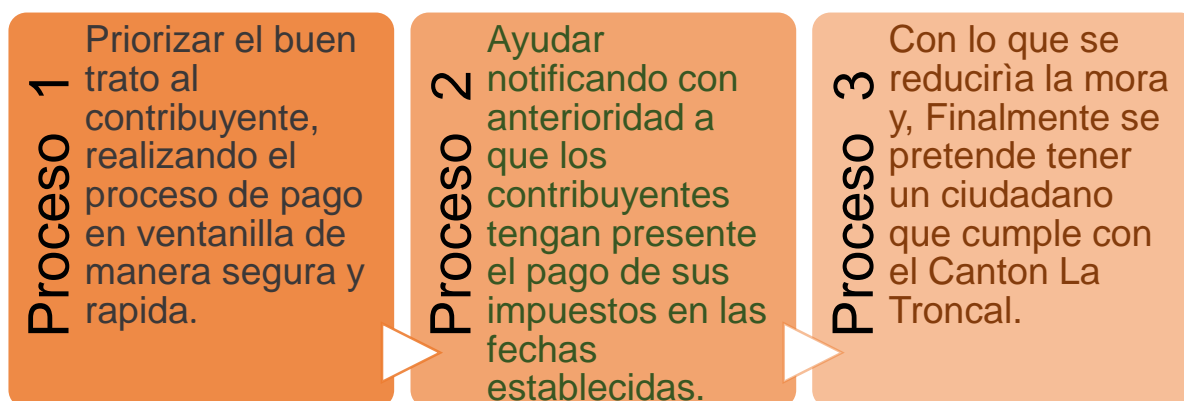 Proceso 1
Priorizar el buen
trato al
contribuyente,
realizando el
proceso de pago
en ventanilla de
manera segura y
rapida.
Proceso 2
Ayudar
notificando con
anterioridad a
que los
contribuyentes
tengan presente
el pago de sus
impuestos en las
fechas
establecidas.
Proceso 3
Con lo que se
reducirìa la mora
y, Finalmente se
pretende tener
un ciudadano
que cumple con
el Canton La
Troncal.